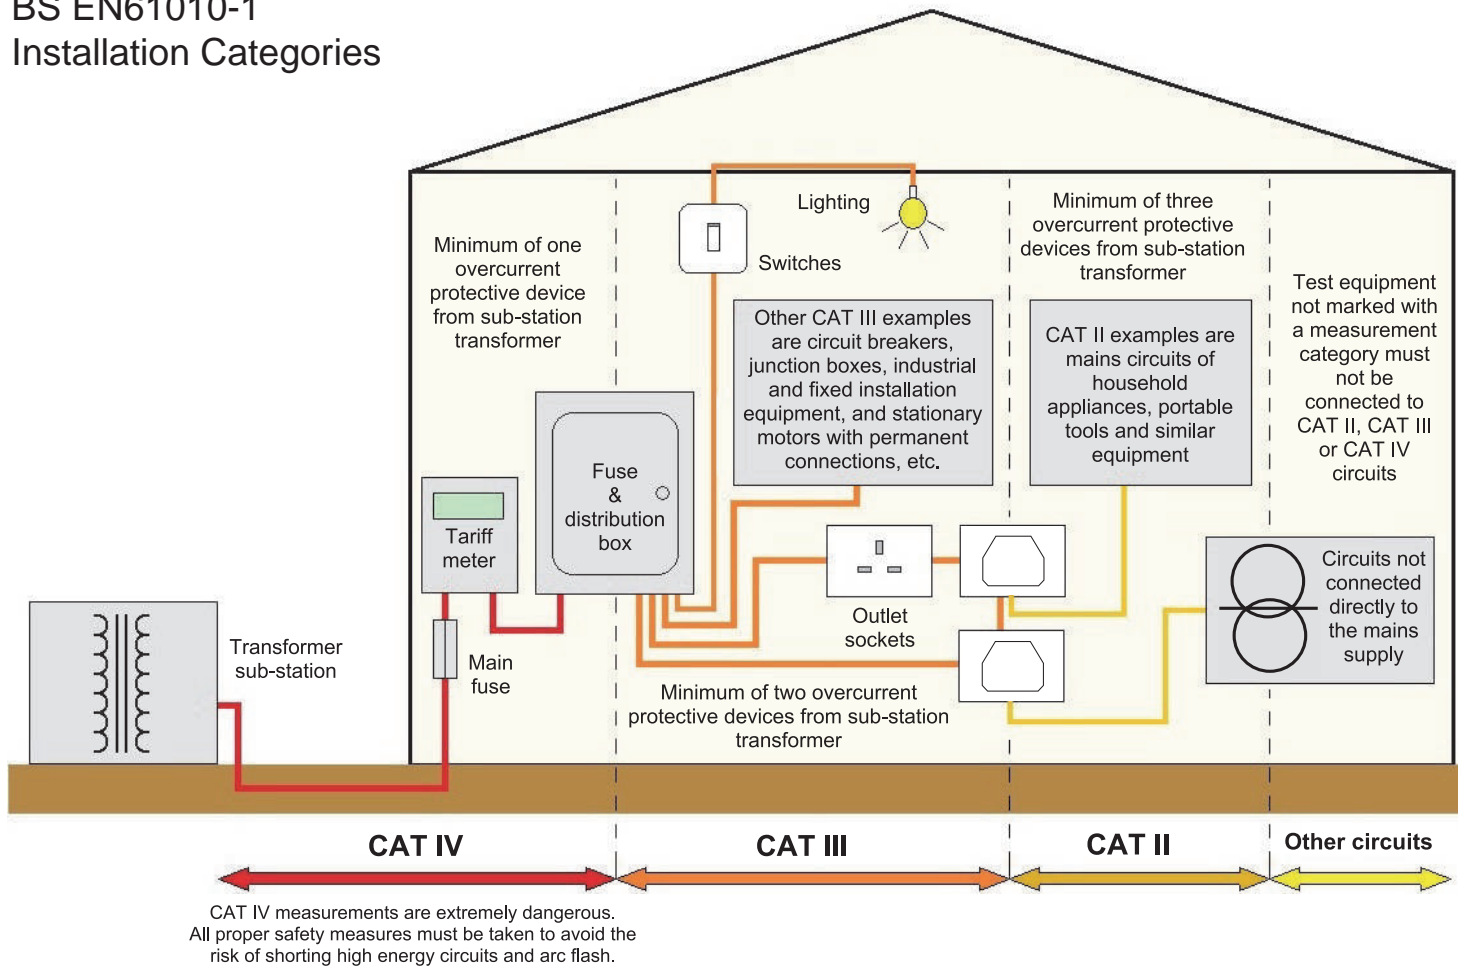 BS EN61010-1
Installation Categories
Minimum of one
overcurrent
protective device
from sub-station
transformer
Lighting
Switches
Minimum of three
overcurrent protective
devices from sub-station
transformer
Test equipment
not marked with
a measurement
category must
not be
connected to
CAT II, CAT III
or CAT IV
circuits
Other CAT III examples
are circuit breakers,
junction boxes, industrial
and fixed installation
equipment, and stationary
motors with permanent
connections, etc.
CAT II examples are
mains circuits of
household
appliances, portable
tools and similar
equipment
Fuse
&
distribution
box
Tariff
meter
Outlet
sockets
Circuits not
connected
directly to
the mains
supply
Transformer
sub-station
Main
fuse
Minimum of two overcurrent
protective devices from sub-station
transformer
CAT IV
CAT III
CAT II
Other circuits
CAT IV measurements are extremely dangerous.
All proper safety measures must be taken to avoid the
risk of shorting high energy circuits and arc flash.